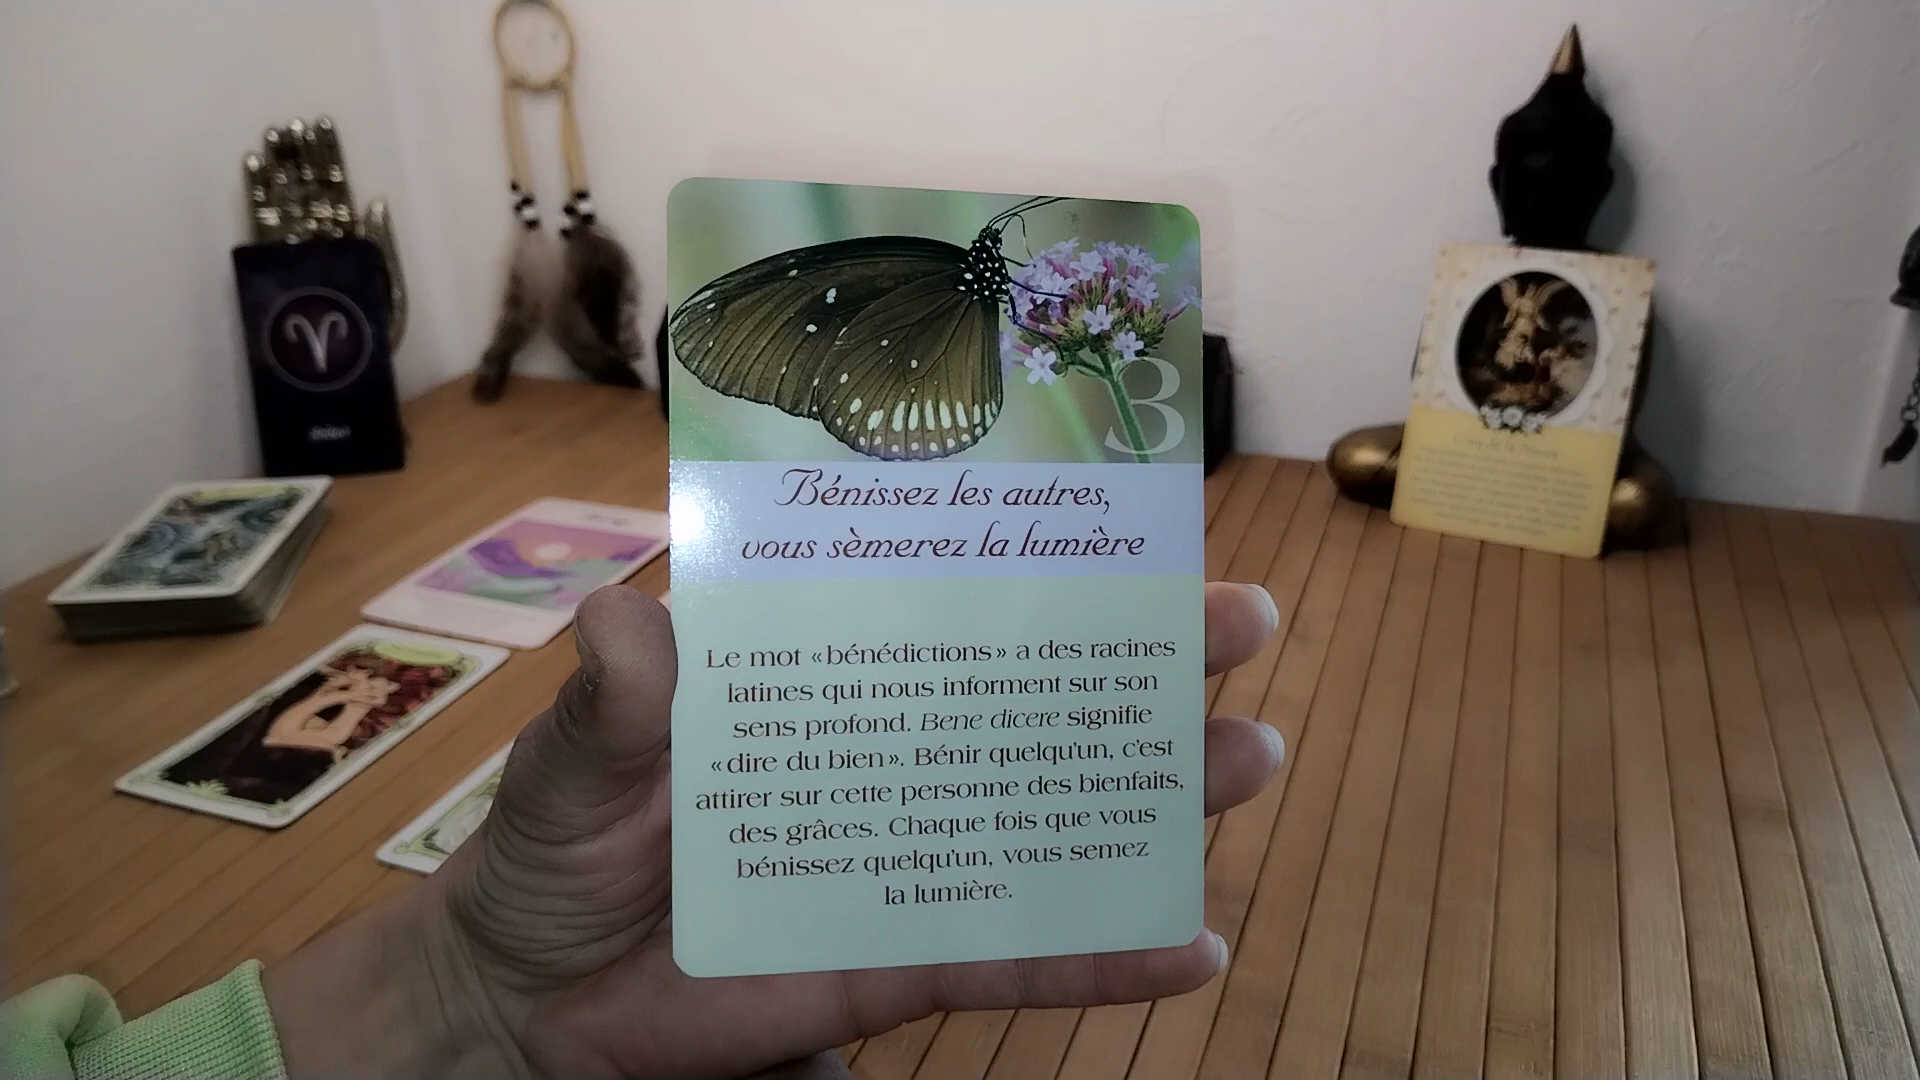 3
Bénissez les autres,
vous sèmerez la lumière
Le mot «bénédictions» a des racines
latines qui nous informent sur son
sens profond. Bene dicere signifie
«dire du bien». Bénir quelqu'un, c'est
attirer sur cette personne des bienfaits,
des grâces. Chaque fois que vous
bénissez quelqu'un, vous semez
la lumière.